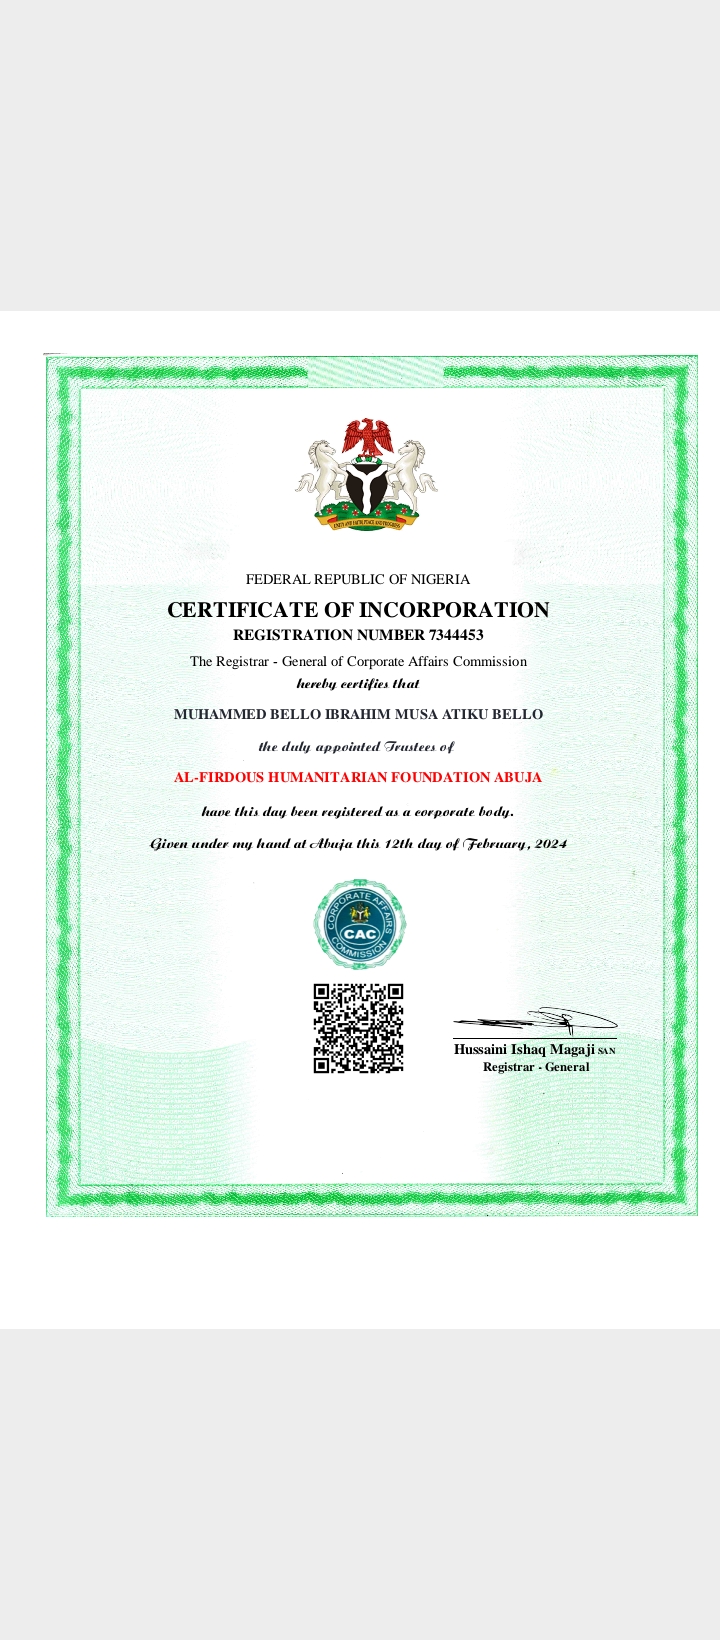 UNITY AND FAITH, PEACE AND PROGRESS
FEDERAL REPUBLIC OF NIGERIA
CERTIFICATE OF INCORPORATION
REGISTRATION NUMBER 7344453
The Registrar - General of Corporate Affairs Commission
hereby certifies that
MUHAMMED BELLO IBRAHIM MUSA ATIKU BELLO
the duly appointed Trustees of
AL-FIRDOUS HUMANITARIAN FOUNDATION ABUJA
have this day been registered as a corporate body.
Given under my hand at Abuja this 12th day of February, 2024
CORPORATE AFFAIRS
CAC
COMMISSION
Hussaini Ishaq Magaji SAN
Registrar - General